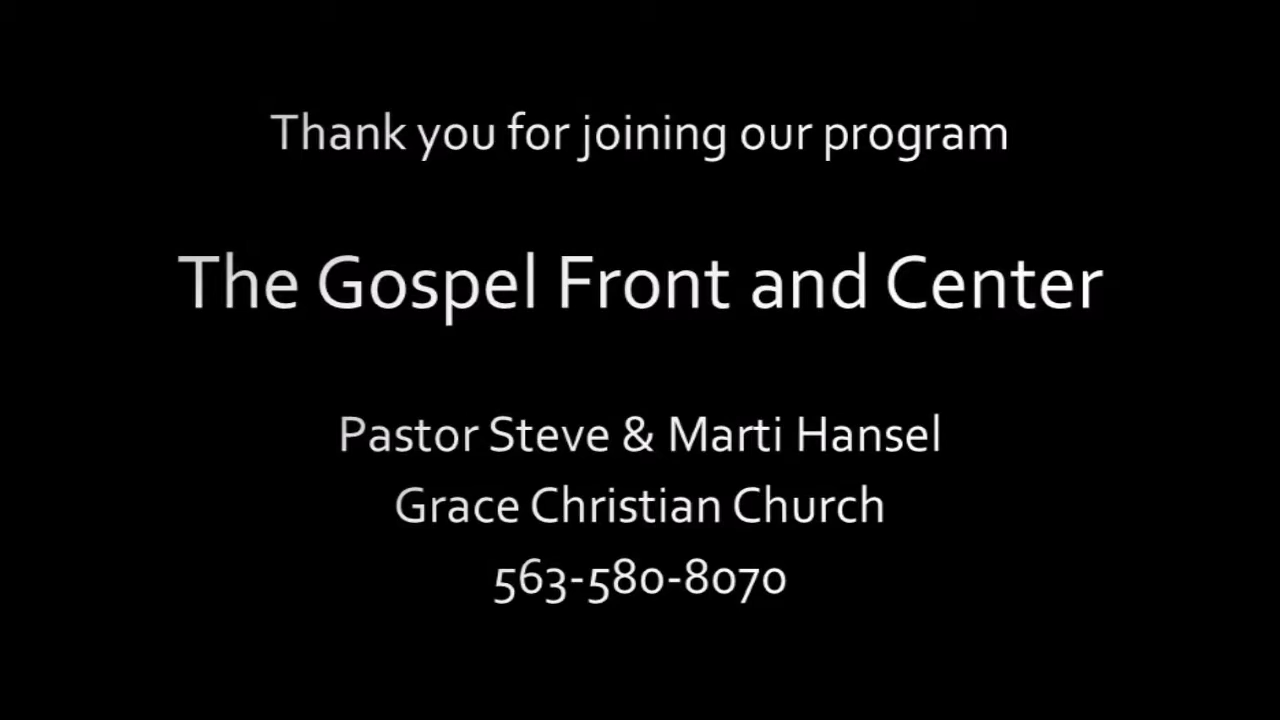 Thank you for joining our program
The Gospel Front and Center
Pastor Steve & Marti Hansel
Grace Christian Church
563-580-8070